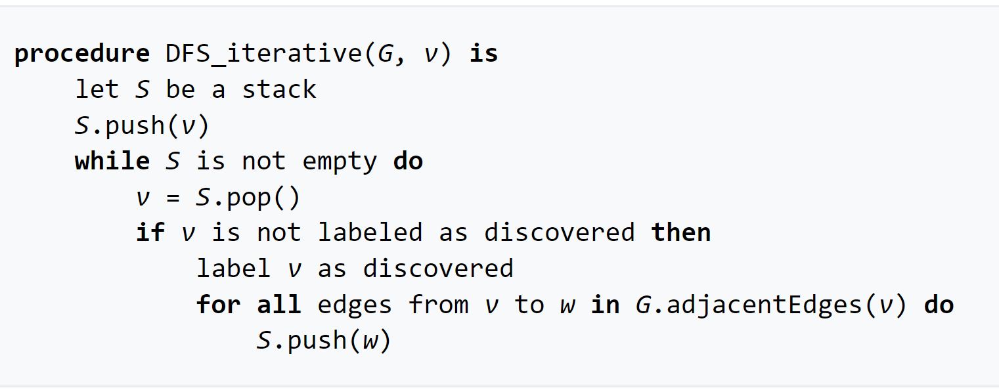 procedure DFS_iterative(G, v) is
    let S be a stack
    S.push(v)
    while S is not empty do
        v = S.pop()
        if v is not labeled as discovered then
            label v as discovered
            for all edges from v to w in G.adjacentEdges(v) do
                S.push(w)